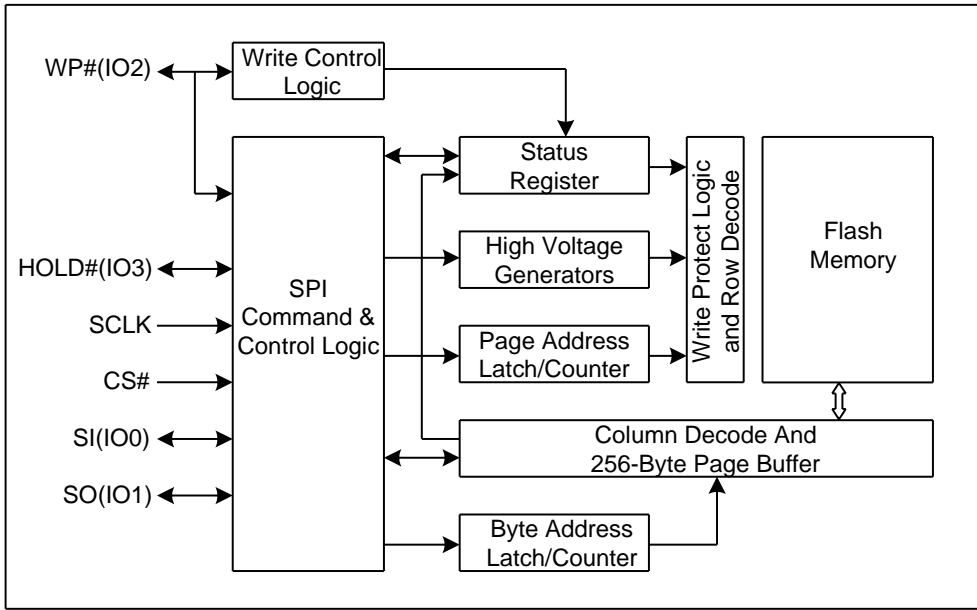 WP#(IO2)
Write Control
Logic
HOLD#(IO3)
SCLK
CS#
SI(IO0)
SO(IO1)
SPI
Command &
Control Logic
Status
Register
High Voltage
Generators
Page Address
Latch/Counter
Write Protect Logic
and Row Decode
Flash
Memory
Column Decode And
256-Byte Page Buffer
Byte Address
Latch/Counter